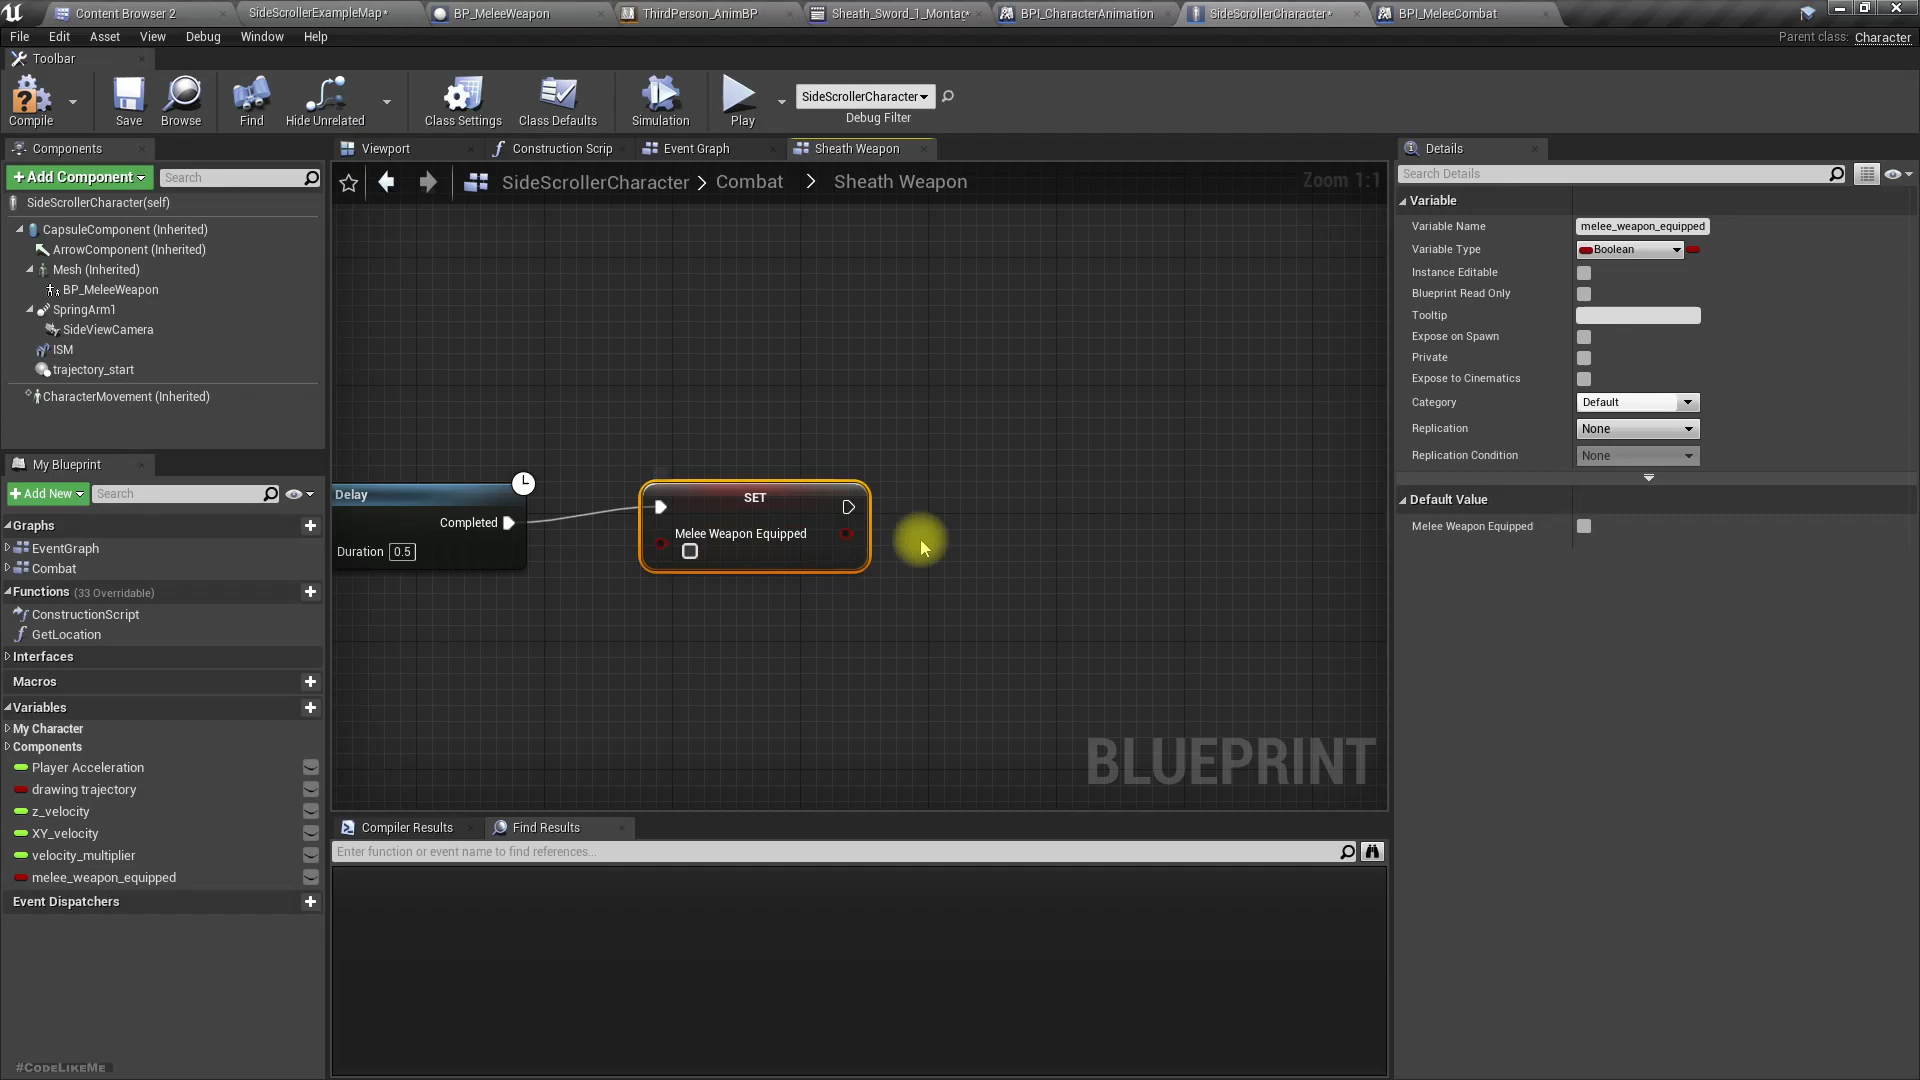 Content Browser 2
SideScrollerExampleMap*
BP_MeleeWeapon
ThirdPerson_AnimBP
Sheath_Sword_1_Montag*
BPI_CharacterAnimation
SideScrollerCharacter*
BPI_MeleeCombat
File Edit Asset View Debug Window Help
Parent class: Character
Toolbar
Compile
Save
Browse
Find
Hide Unrelated
Class Settings
Class Defaults
Simulation
Play
SideScrollerCharacter
Debug Filter
Components
+Add Component
Search
SideScrollerCharacter(self)
CapsuleComponent (Inherited)
ArrowComponent (Inherited)
Mesh (Inherited)
BP_MeleeWeapon
SpringArm1
SideViewCamera
ISM
trajectory_start
CharacterMovement (Inherited)
My Blueprint
+Add New
Search
Graphs
EventGraph
Combat
Functions (33 Overridable)
ConstructionScript
GetLocation
Interfaces
Macros
Variables
My Character
Components
Player Acceleration
drawing trajectory
z_velocity
XY_velocity
velocity_multiplier
melee_weapon_equipped
Event Dispatchers
#CodeLikeMe
Viewport
Construction Scrip
Event Graph
Sheath Weapon
SideScrollerCharacter > Combat > Sheath Weapon
Zoom 1:1
Delay
Completed
Duration 0.5
SET
Melee Weapon Equipped
BLUEPRINT
Compiler Results
Find Results
Enter function or event name to find references...
Details
Search Details
Variable
Variable Name melee_weapon_equipped
Variable Type Boolean
Instance Editable
Blueprint Read Only
Tooltip
Expose on Spawn
Private
Expose to Cinematics
Category Default
Replication None
Replication Condition None
Default Value
Melee Weapon Equipped